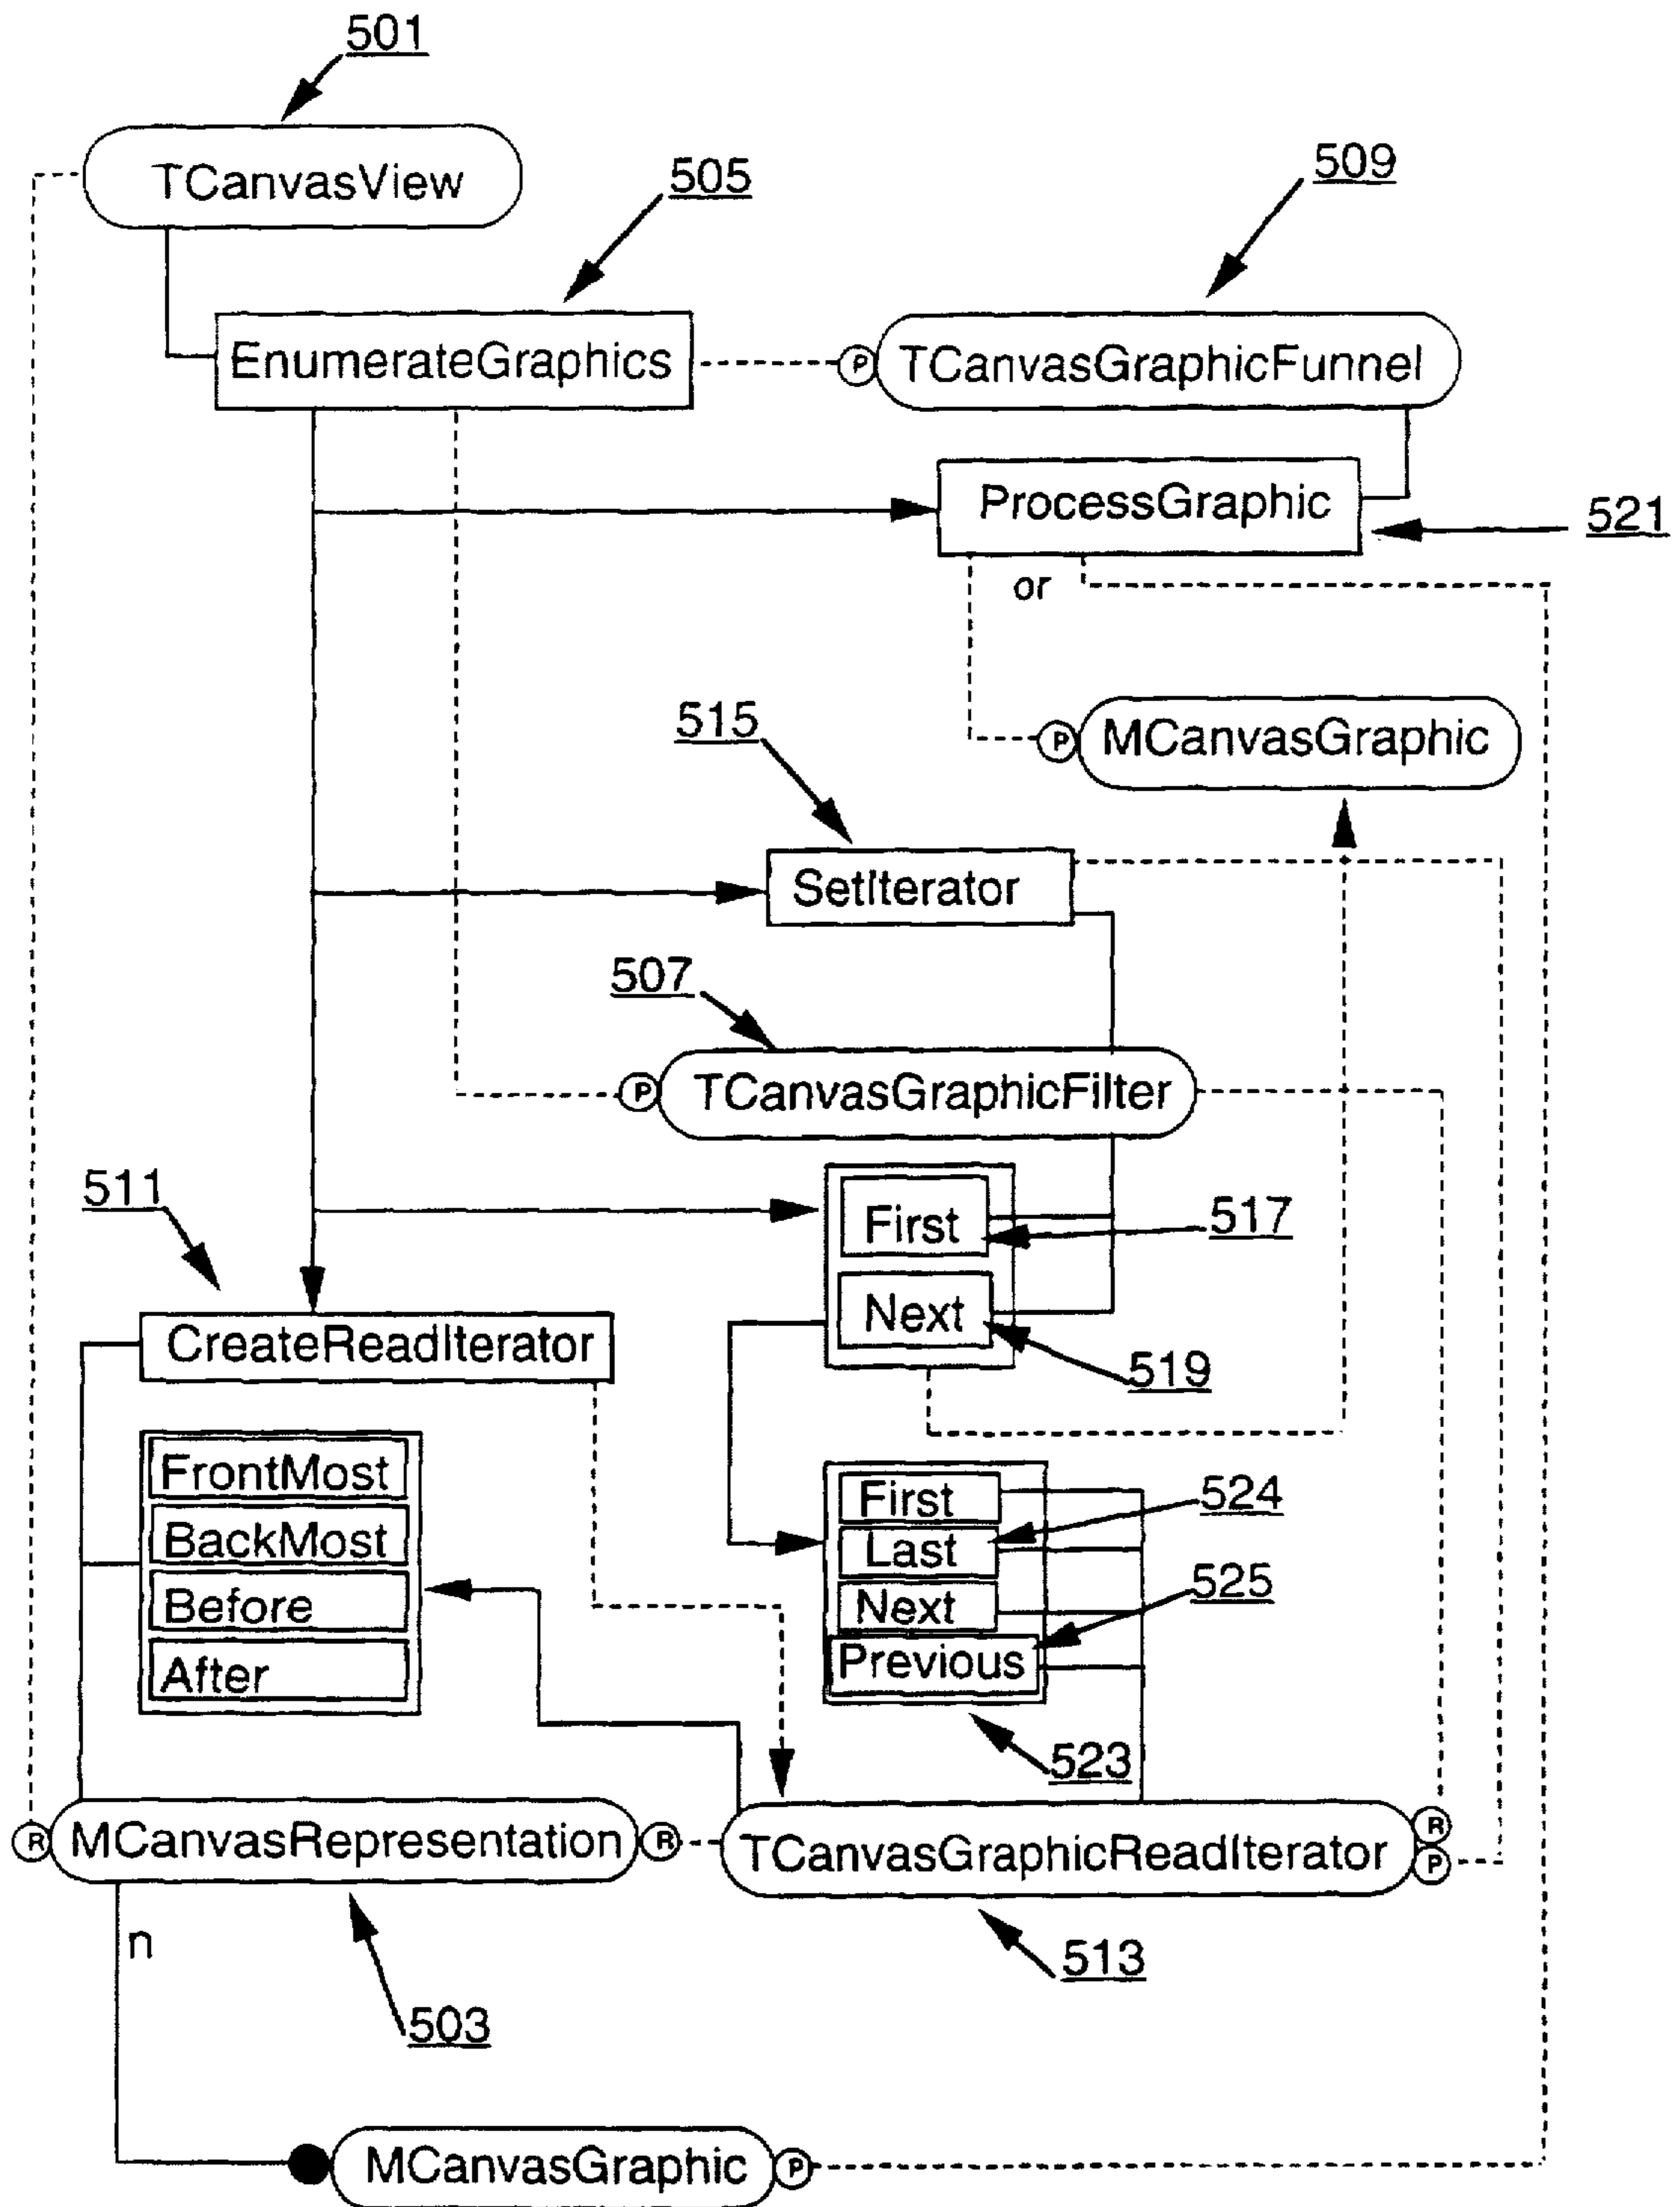 501
TCanvasView
505
509
EnumerateGraphics
P
TCanvasGraphicFunnel
ProcessGraphic
521
or
515
P
MCanvasGraphic
SetIterator
507
P
TCanvasGraphicFilter
511
First
517
Next
519
CreateReadIterator
FrontMost
BackMost
Before
After
First
524
Last
Next
525
Previous
523
R
MCanvasRepresentation
R
TCanvasGraphicReadIterator
R
P
n
503
513
MCanvasGraphic
P